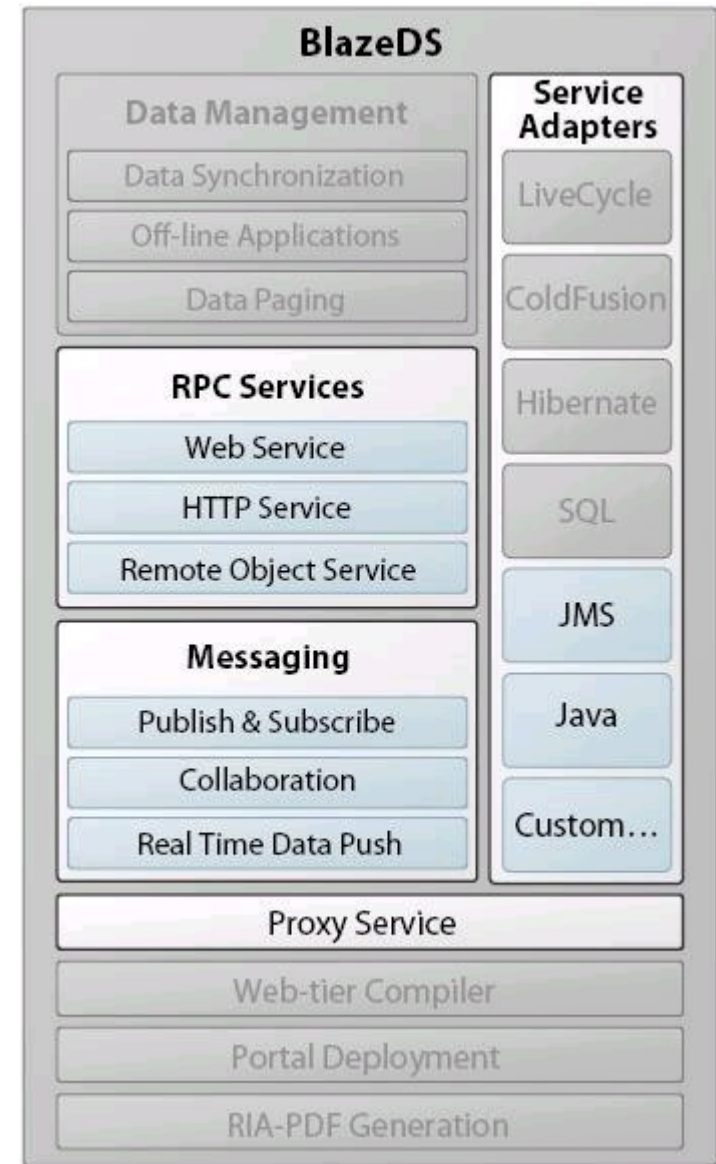 BlazeDS
Data Management
Data Synchronization
Off-line Applications
Data Paging
RPC Services
Web Service
HTTP Service
Remote Object Service
Messaging
Publish & Subscribe
Collaboration
Real Time Data Push
Service
Adapters
LiveCycle
ColdFusion
Hibernate
SQL
JMS
Java
Custom…
Proxy Service
Web-tier Compiler
Portal Deployment
RIA-PDF Generation